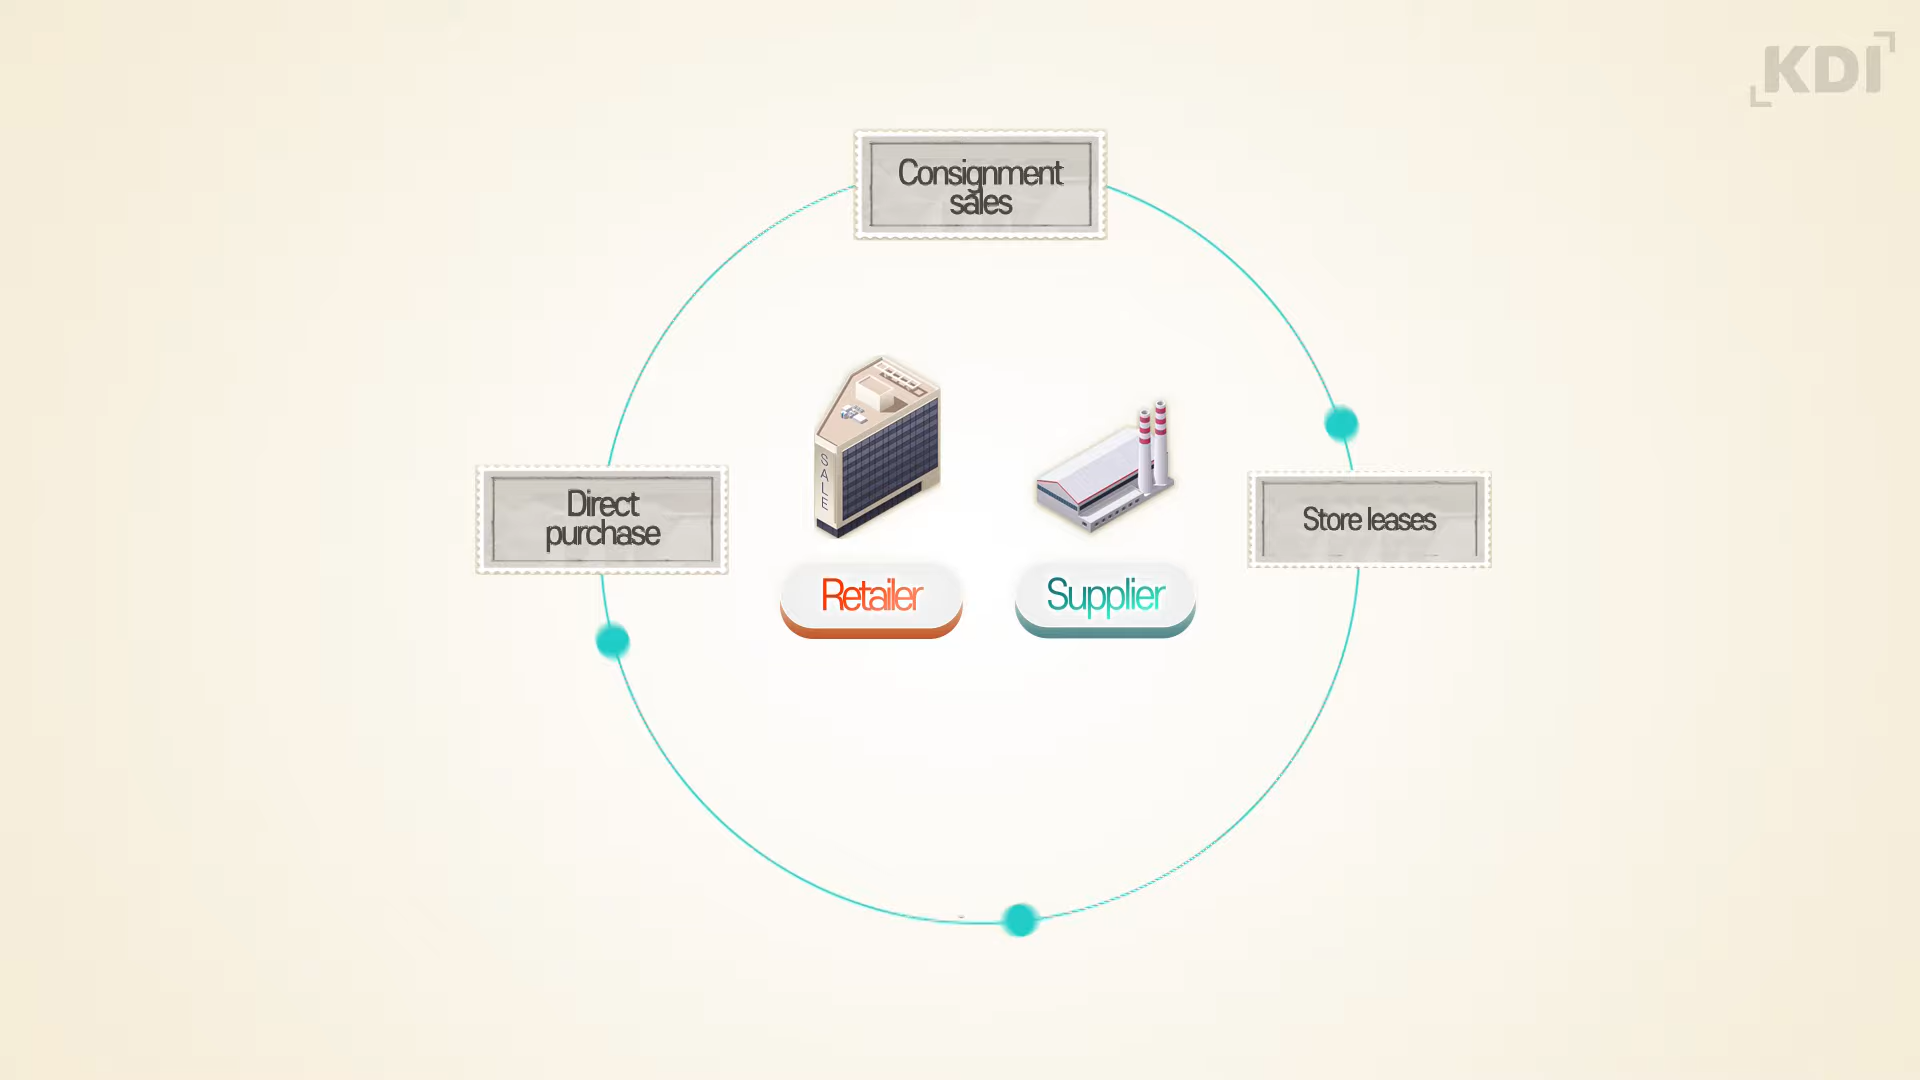 KDI
Consignment
sales
Direct
purchase
Store leases
SALE
Retailer
Supplier